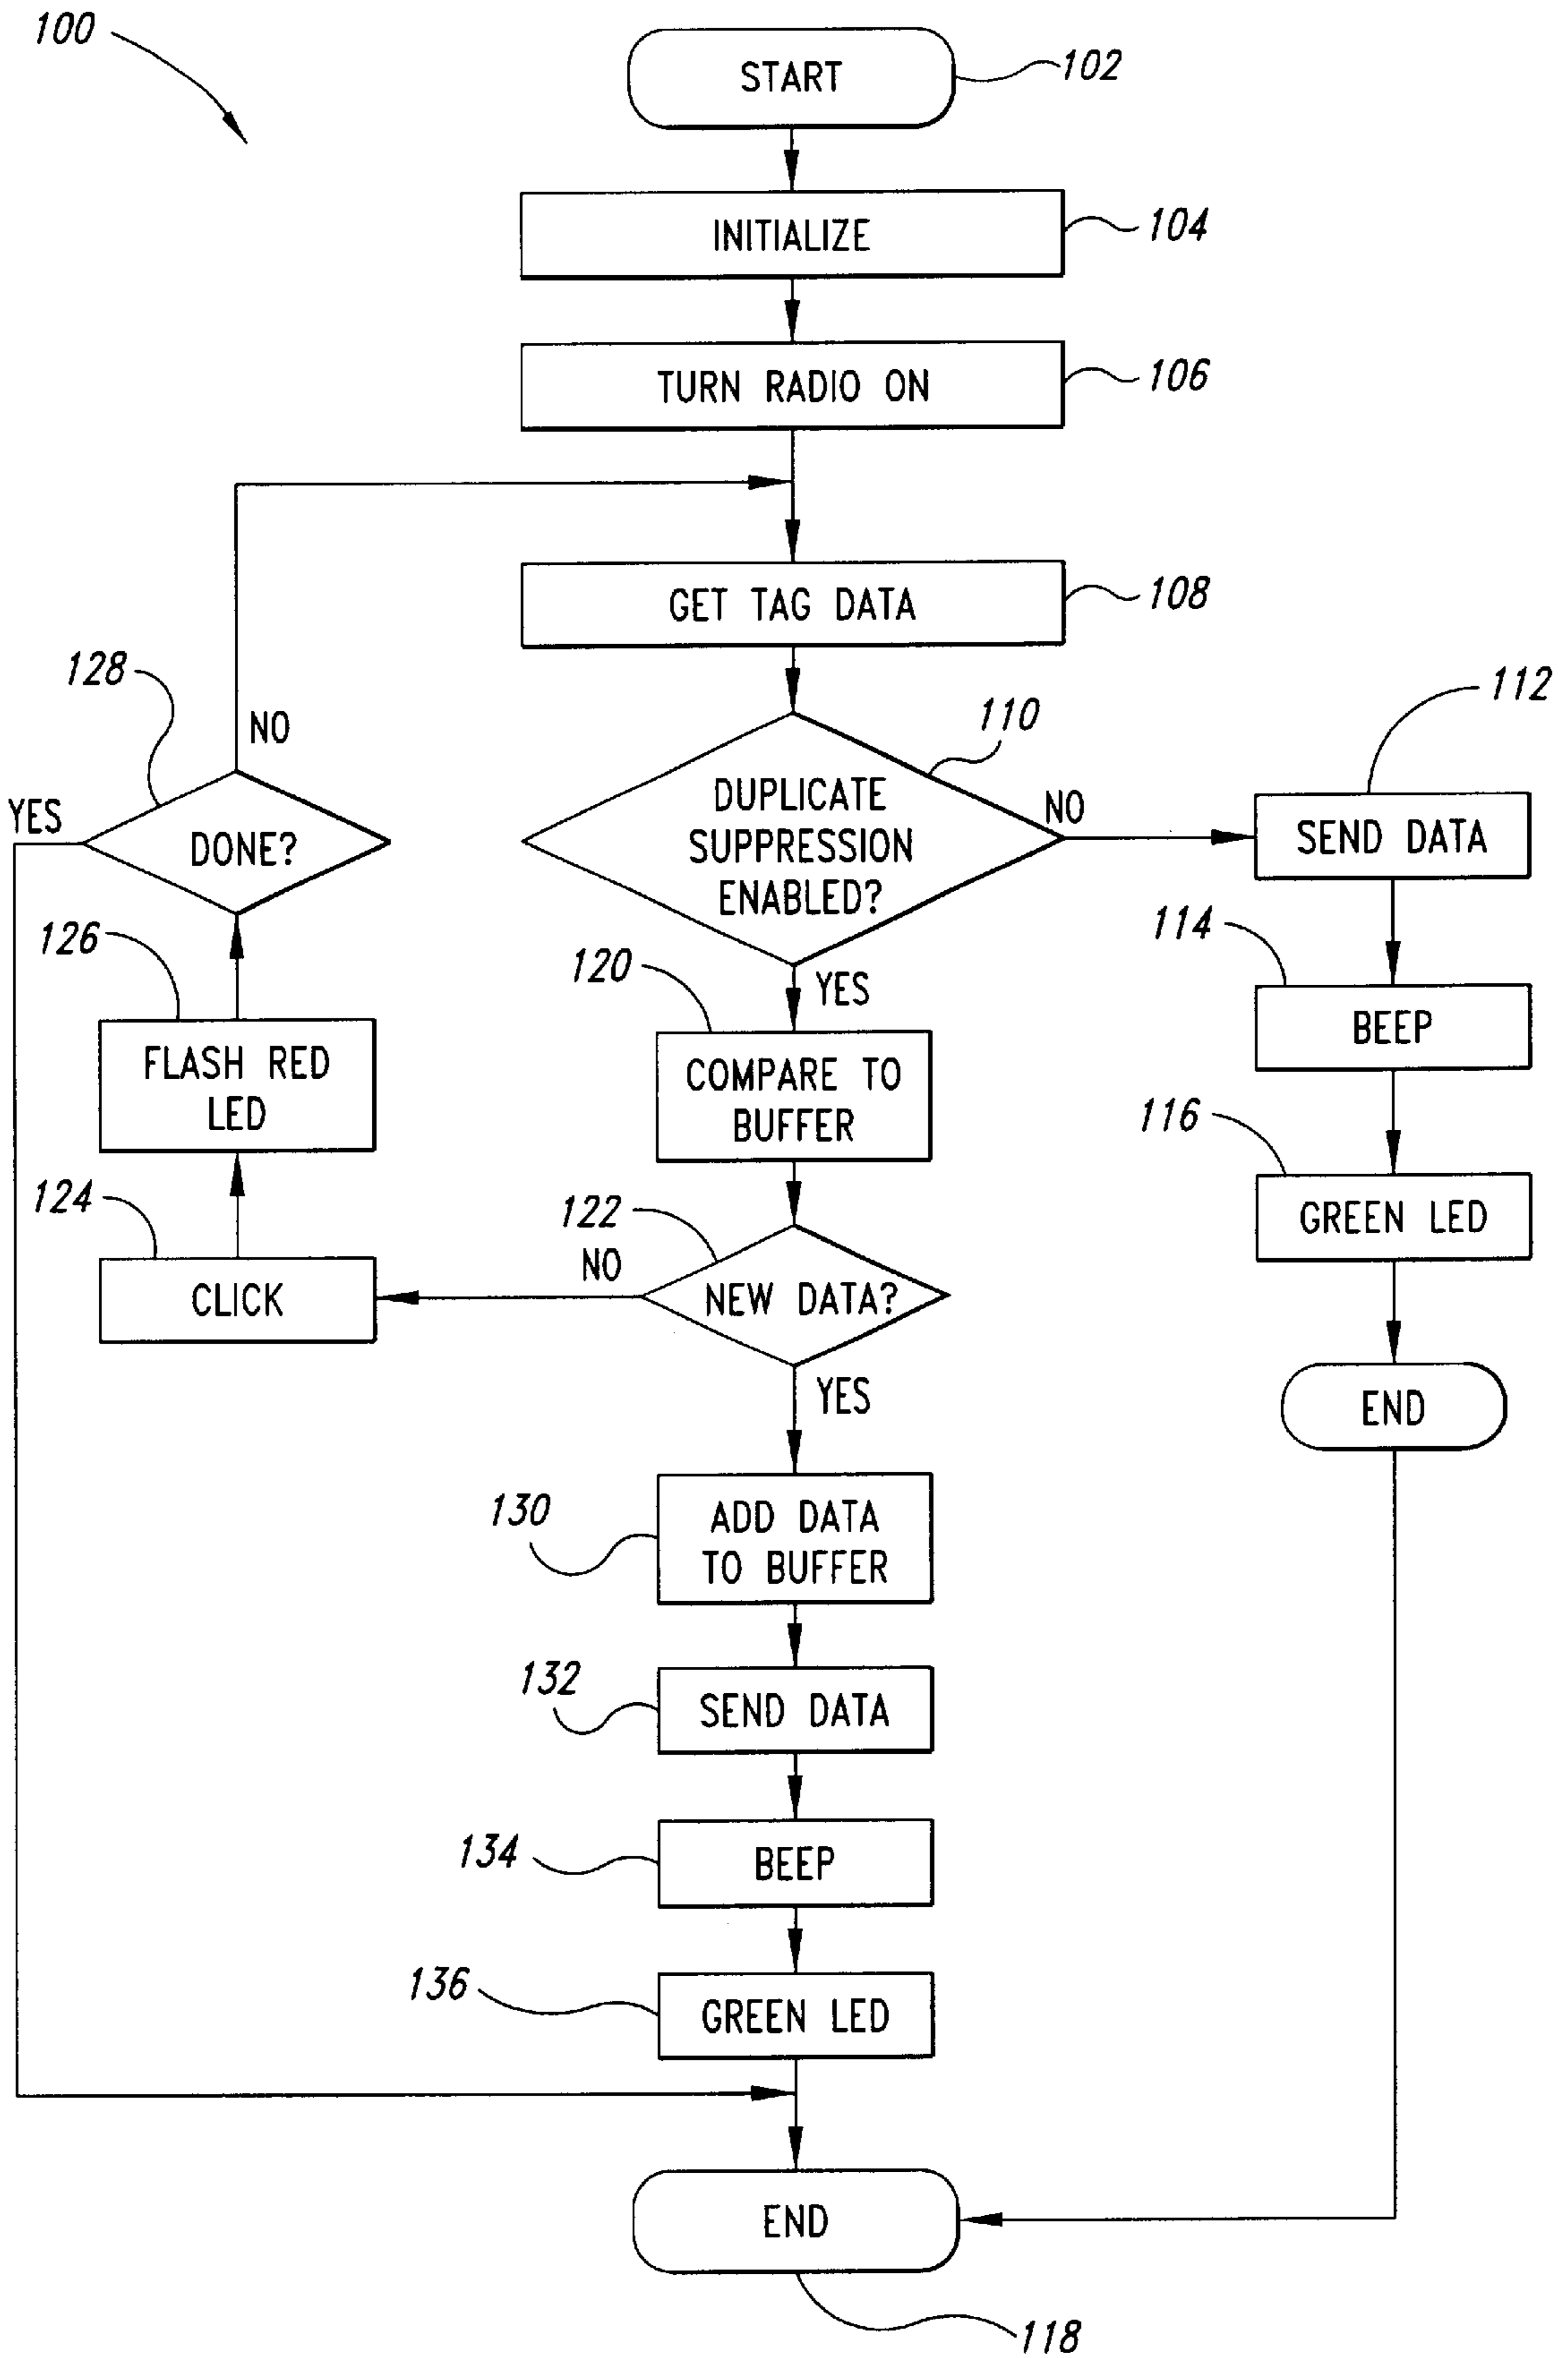 100
START
102
INITIALIZE
104
TURN RADIO ON
106
GET TAG DATA
108
128
NO
YES
DONE?
110
DUPLICATE
SUPPRESSION
ENABLED?
NO
112
SEND DATA
126
FLASH RED
LED
120
YES
COMPARE TO
BUFFER
114
BEEP
116
GREEN LED
124
CLICK
122
NO
NEW DATA?
YES
END
130
ADD DATA
TO BUFFER
132
SEND DATA
134
BEEP
136
GREEN LED
END
118